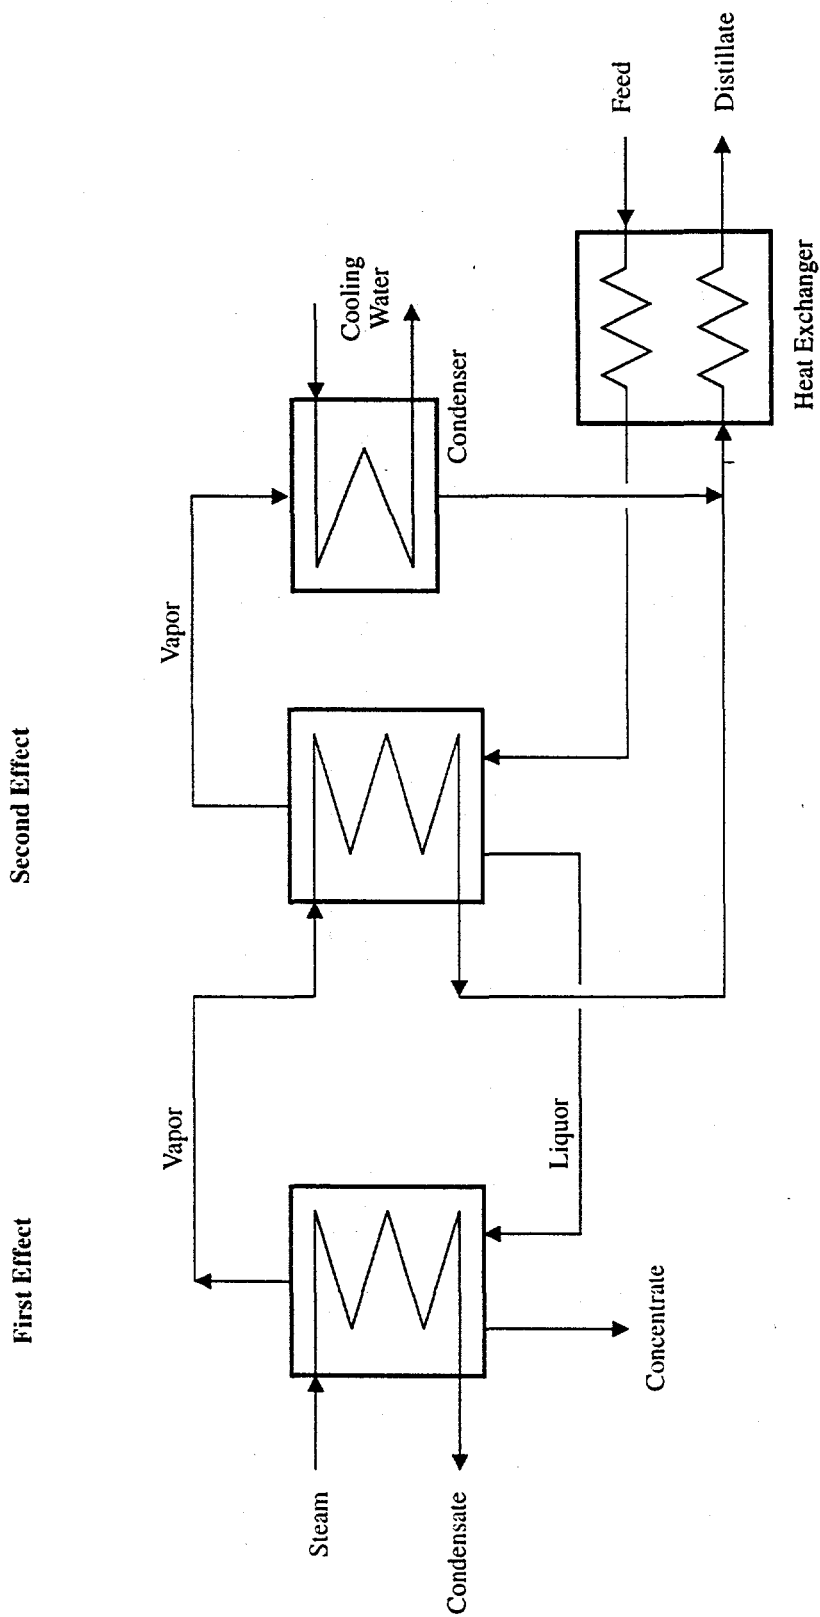 First Effect
Second Effect
Vapor
Vapor
Steam
Condensate
Concentrate
Liquor
Cooling
Water
Condenser
Feed
Distillate
Heat Exchanger